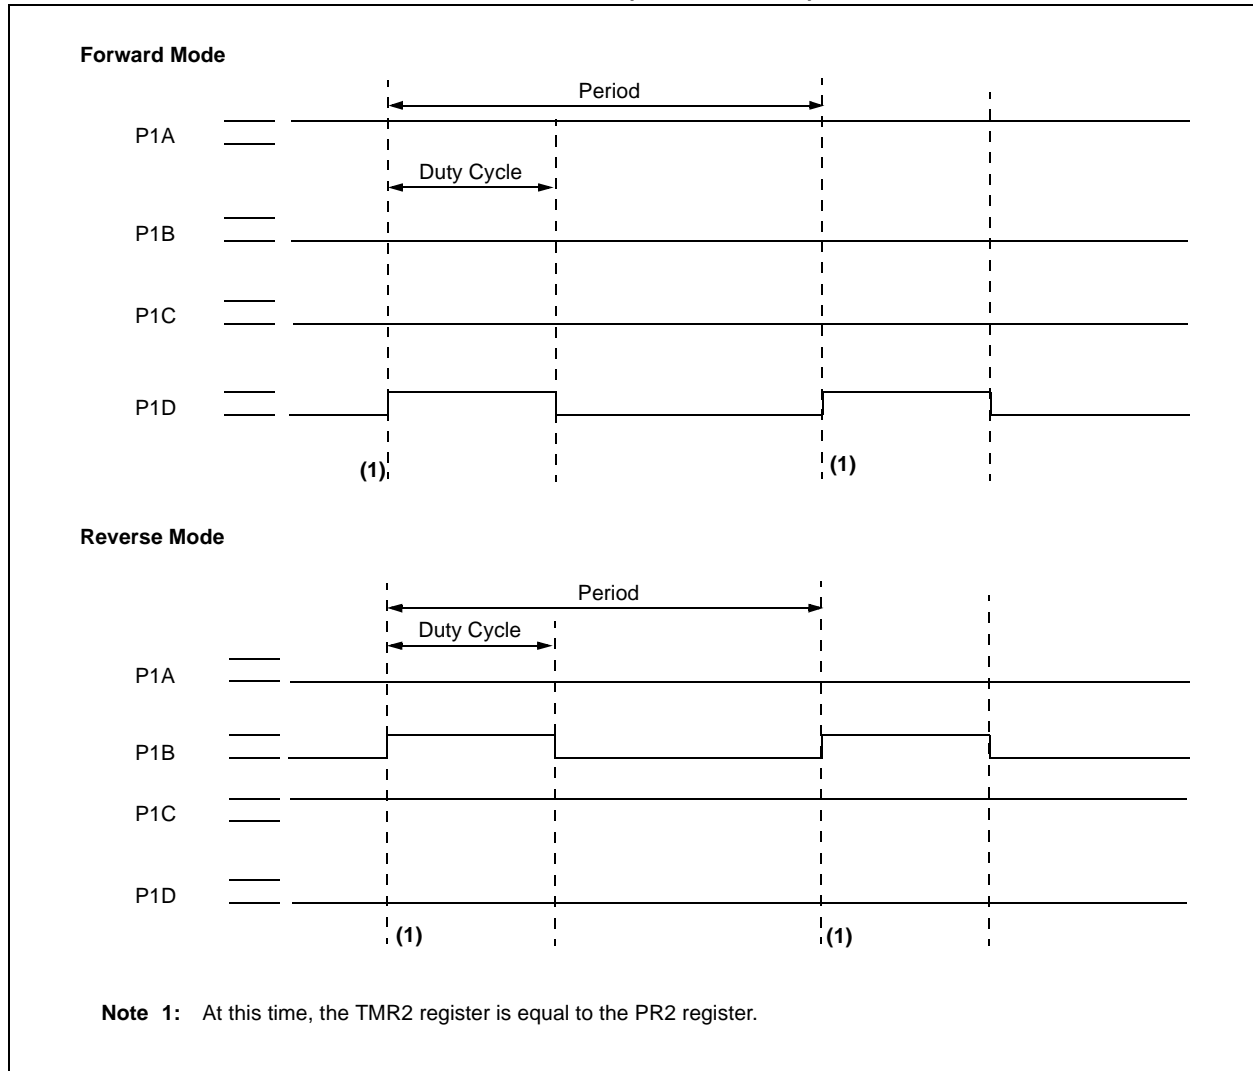 Forward Mode
Period
P1A
Duty Cycle
P1B
P1C
P1D
(1)
(1)
Reverse Mode
Period
Duty Cycle
P1A
P1B
P1C
P1D
(1)
(1)
Note 1: At this time, the TMR2 register is equal to the PR2 register.